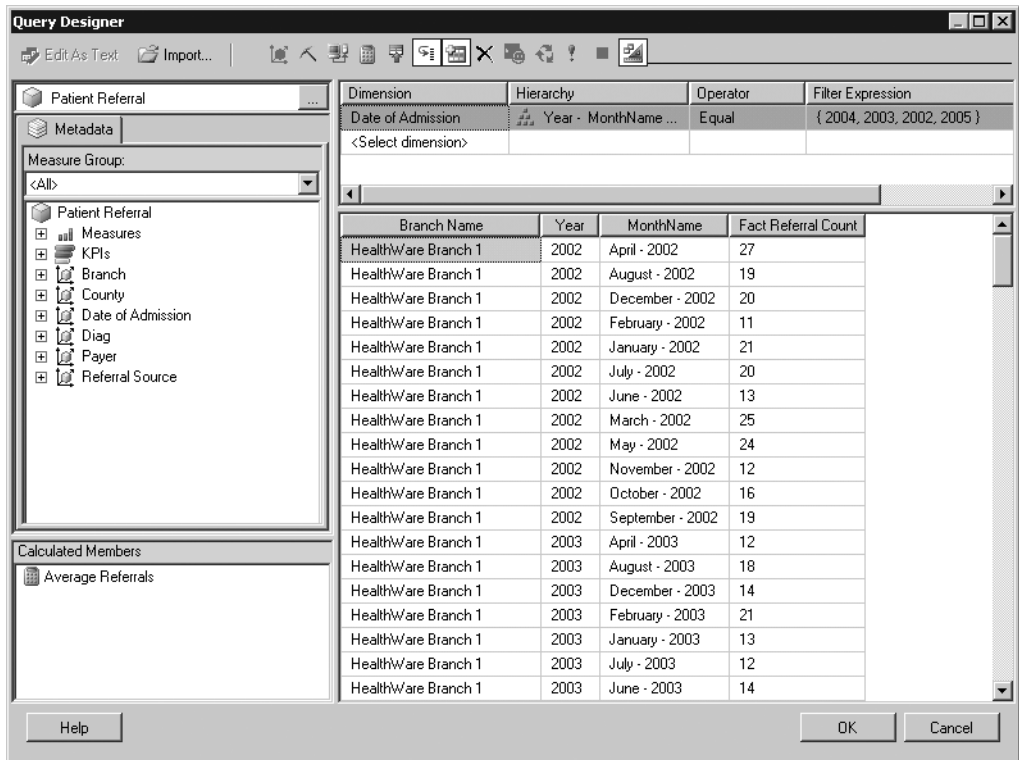 Query Designer
Edit As Text Import...
Patient Referral ...
Metadata
Measure Group:
<All>
Patient Referral
Measures
KPIs
Branch
County
Date of Admission
Diag
Payer
Referral Source
Calculated Members
Average Referrals
Dimension Hierarchy Operator Filter Expression
Date of Admission Year - MonthName ... Equal { 2004, 2003, 2002, 2005 }
<Select dimension>
Branch Name Year MonthName Fact Referral Count
HealthWare Branch 1 2002 April - 2002 27
HealthWare Branch 1 2002 August - 2002 19
HealthWare Branch 1 2002 December - 2002 20
HealthWare Branch 1 2002 February - 2002 11
HealthWare Branch 1 2002 January - 2002 21
HealthWare Branch 1 2002 July - 2002 20
HealthWare Branch 1 2002 June - 2002 13
HealthWare Branch 1 2002 March - 2002 25
HealthWare Branch 1 2002 May - 2002 24
HealthWare Branch 1 2002 November - 2002 12
HealthWare Branch 1 2002 October - 2002 16
HealthWare Branch 1 2002 September - 2002 19
HealthWare Branch 1 2003 April - 2003 12
HealthWare Branch 1 2003 August - 2003 18
HealthWare Branch 1 2003 December - 2003 14
HealthWare Branch 1 2003 February - 2003 21
HealthWare Branch 1 2003 January - 2003 13
HealthWare Branch 1 2003 July - 2003 12
HealthWare Branch 1 2003 June - 2003 14
Help OK Cancel